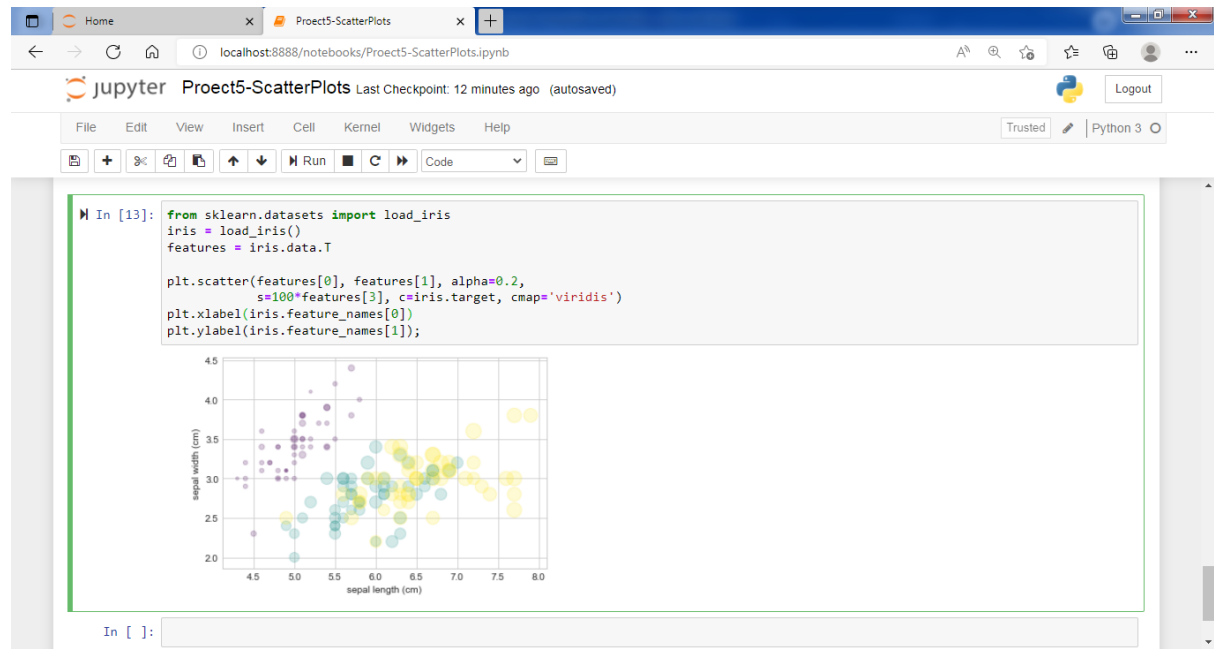 Home
Proect5-ScatterPlots
localhost:8888/notebooks/Proect5-ScatterPlots.ipynb
jupyter Proect5-ScatterPlots Last Checkpoint: 12 minutes ago (autosaved)
Logout
File Edit View Insert Cell Kernel Widgets Help
Trusted
Python 3
Run
Code
In [13]: from sklearn.datasets import load_iris
iris = load_iris()
features = iris.data.T
plt.scatter(features[0], features[1], alpha=0.2,
s=100*features[3], c=iris.target, cmap='viridis')
plt.xlabel(iris.feature_names[0])
plt.ylabel(iris.feature_names[1]);
4.5
4.0
3.5
3.0
2.5
2.0
sepal width (cm)
4.5 5.0 5.5 6.0 6.5 7.0 7.5 8.0
sepal length (cm)
In [ ]: